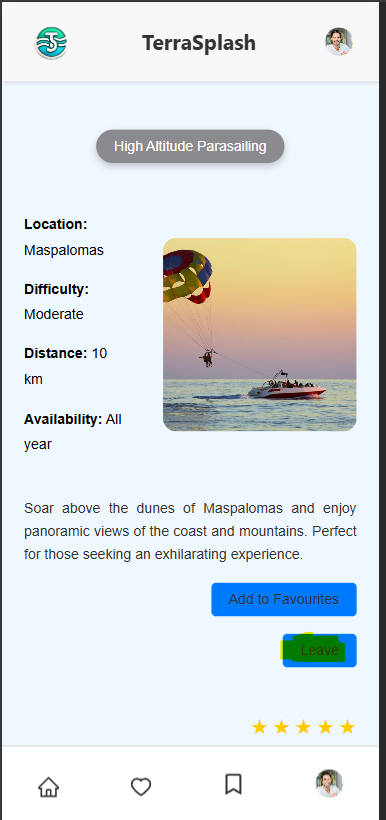 TerraSplash
High Altitude Parasailing
Location:
Maspalomas
Difficulty:
Moderate
Distance: 10
km
Availability: All
year
Soar above the dunes of Maspalomas and enjoy
panoramic views of the coast and mountains. Perfect
for those seeking an exhilarating experience.
Add to Favourites
Leave